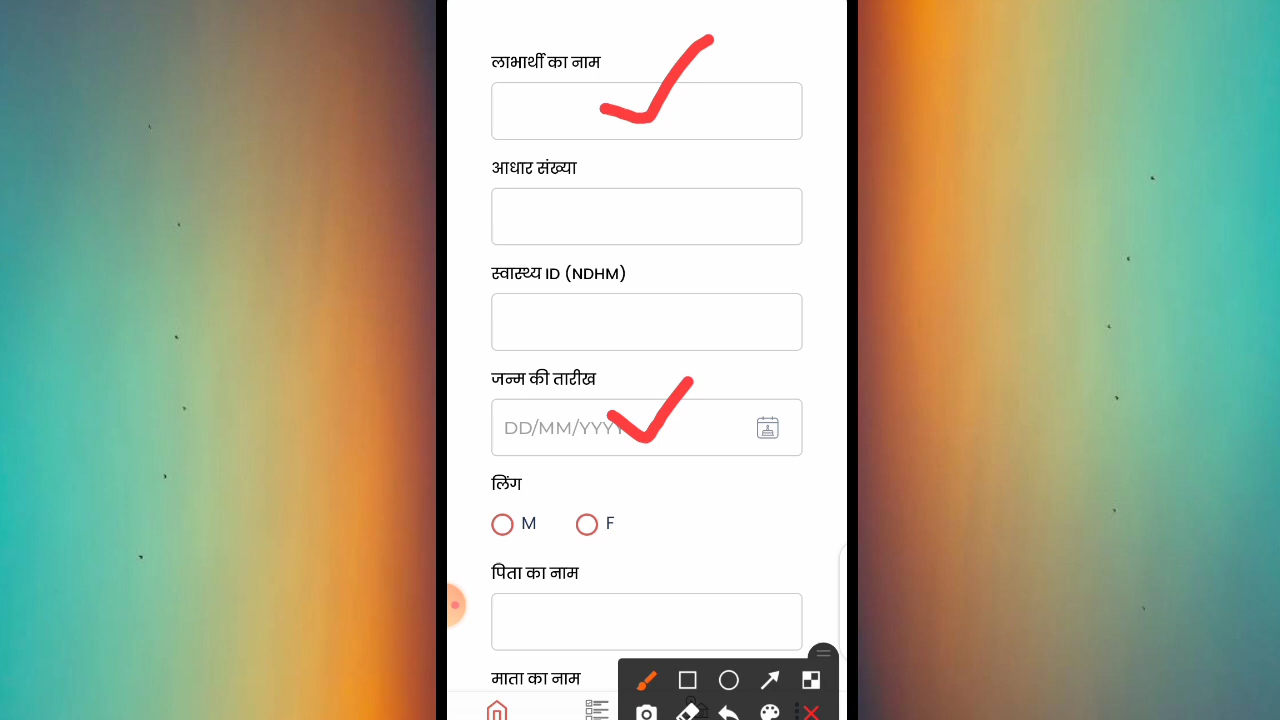 लाभार्थी का नाम
आधार संख्या
स्वास्थ्य ID (NDHM)
जन्म की तारीख
DD/MM/YYYY
लिंग
M F
पिता का नाम
माता का नाम